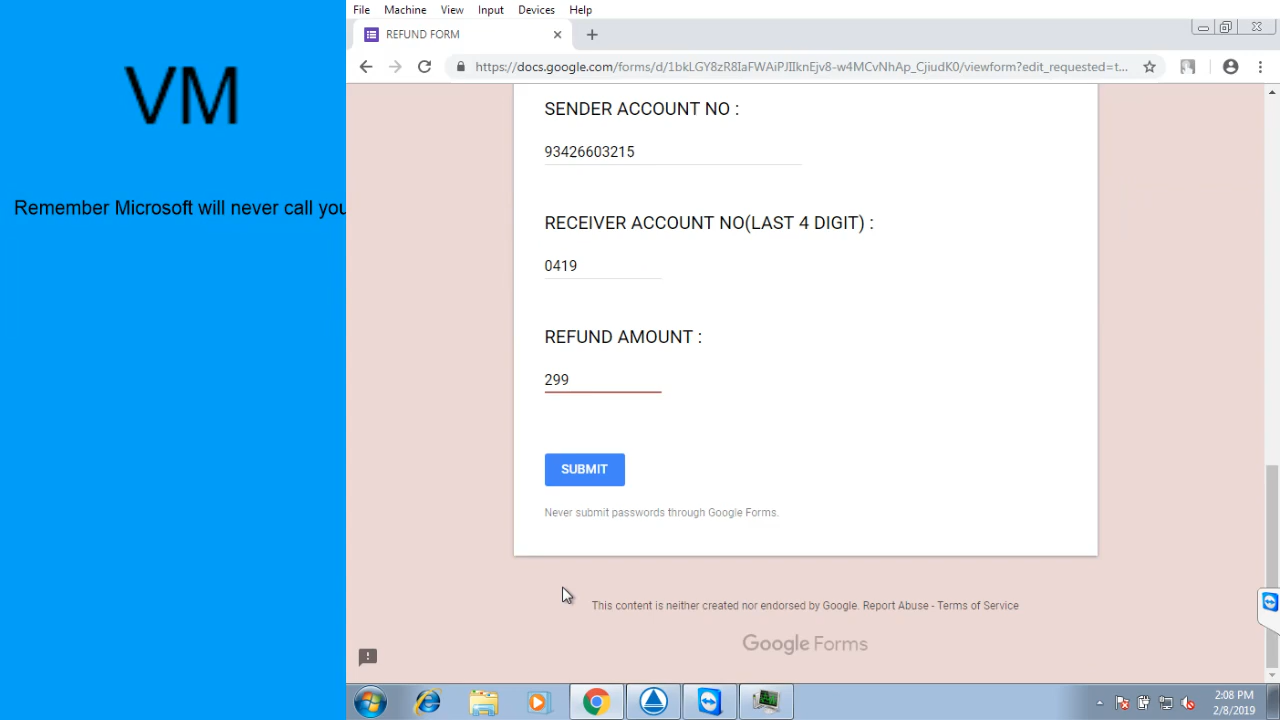 File Machine View Input Devices Help
REFUND FORM
https://docs.google.com/forms/d/1bkLGY8zR8IaFWAiPJIIknEjv8-w4MCvNhAp_CjiudK0/viewform?edit_requested=t...
VM
Remember Microsoft will never call you
SENDER ACCOUNT NO :
93426603215
RECEIVER ACCOUNT NO(LAST 4 DIGIT) :
0419
REFUND AMOUNT :
299
SUBMIT
Never submit passwords through Google Forms.
This content is neither created nor endorsed by Google. Report Abuse - Terms of Service
Google Forms
2:08 PM
2/8/2019